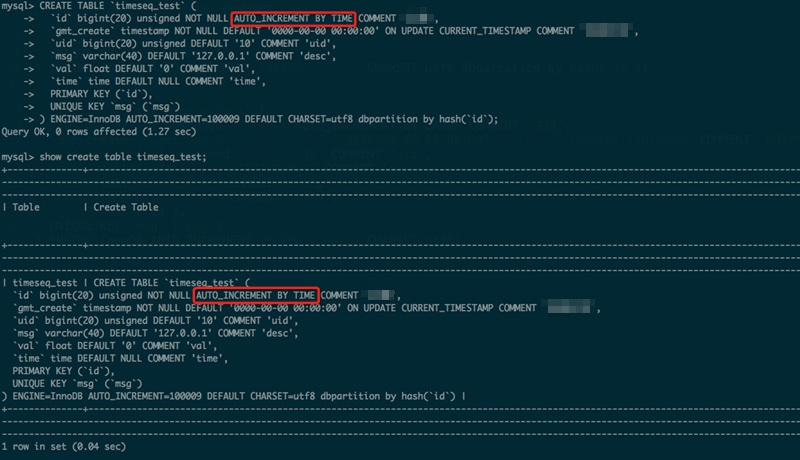 mysql> CREATE TABLE `timeseq_test` (
-> `id` bigint(20) unsigned NOT NULL AUTO_INCREMENT BY TIME COMMENT ,
-> `gmt_create` timestamp NOT NULL DEFAULT '0000-00-00 00:00:00' ON UPDATE CURRENT_TIMESTAMP COMMENT ,
-> `uid` bigint(20) unsigned DEFAULT '10' COMMENT 'uid',
-> `msg` varchar(40) DEFAULT '127.0.0.1' COMMENT 'desc',
-> `val` float DEFAULT '0' COMMENT 'val',
-> `time` time DEFAULT NULL COMMENT 'time',
-> PRIMARY KEY (`id`),
-> UNIQUE KEY `msg` (`msg`)
-> ) ENGINE=InnoDB AUTO_INCREMENT=100009 DEFAULT CHARSET=utf8 dbpartition by hash(`id`);
Query OK, 0 rows affected (1.27 sec)
mysql> show create table timeseq_test;
| Table | Create Table
| timeseq_test | CREATE TABLE `timeseq_test` (
`id` bigint(20) unsigned NOT NULL AUTO_INCREMENT BY TIME COMMENT ,
`gmt_create` timestamp NOT NULL DEFAULT '0000-00-00 00:00:00' ON UPDATE CURRENT_TIMESTAMP COMMENT ,
`uid` bigint(20) unsigned DEFAULT '10' COMMENT 'uid',
`msg` varchar(40) DEFAULT '127.0.0.1' COMMENT 'desc',
`val` float DEFAULT '0' COMMENT 'val',
`time` time DEFAULT NULL COMMENT 'time',
PRIMARY KEY (`id`),
UNIQUE KEY `msg` (`msg`)
) ENGINE=InnoDB AUTO_INCREMENT=100009 DEFAULT CHARSET=utf8 dbpartition by hash(`id`) |
1 row in set (0.04 sec)